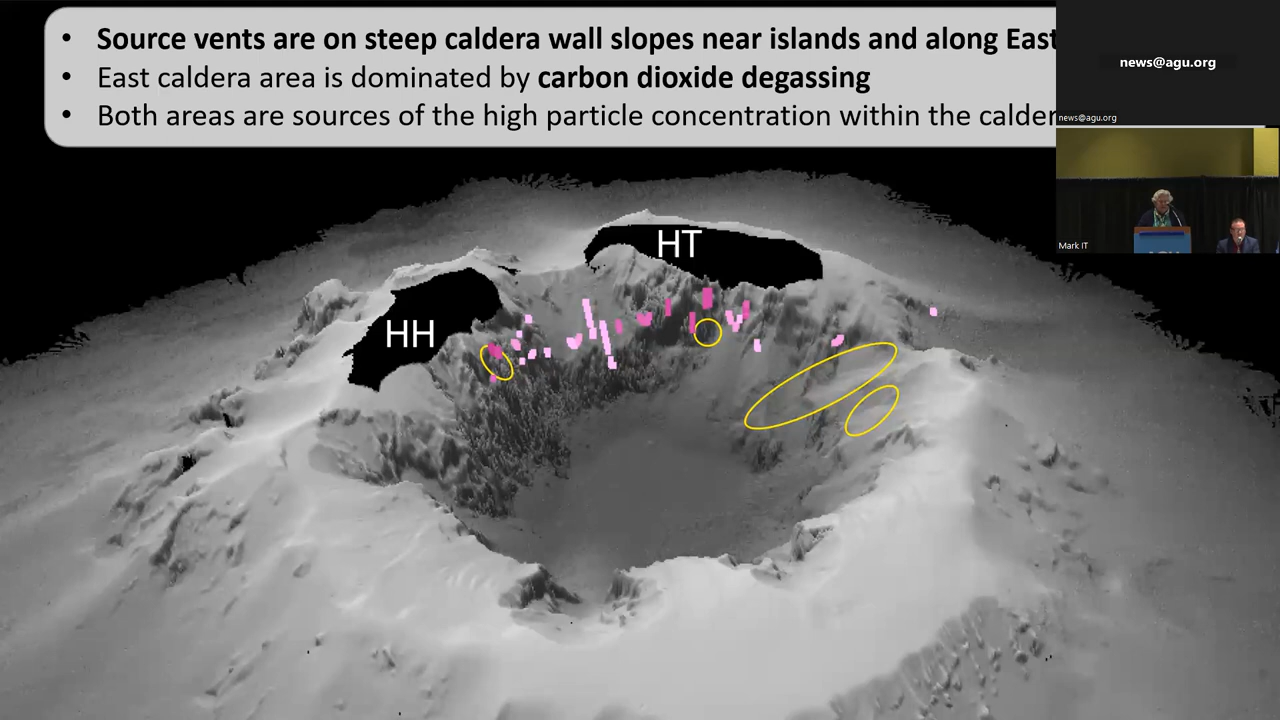 • Source vents are on steep caldera wall slopes near islands and along East
• East caldera area is dominated by carbon dioxide degassing
• Both areas are sources of the high particle concentration within the calder
news@agu.org
news@agu.org
Mark IT
HT
HH